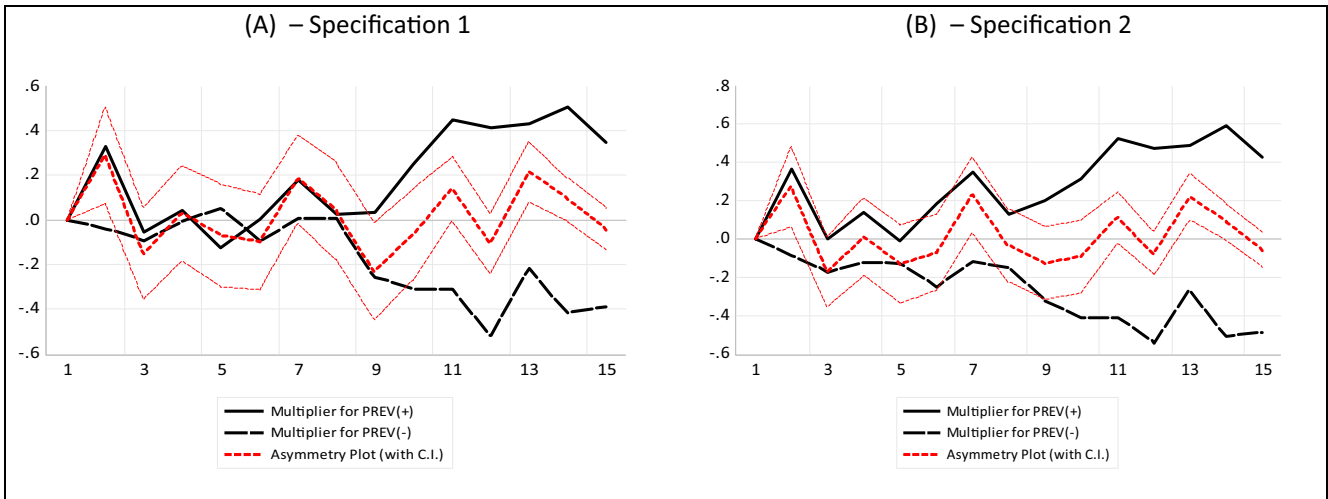 (A) – Specification 1
.6
.4
.2
.0
-.2
-.4
-.6
1 3 5 7 9 11 13 15
Multiplier for PREV(+)
Multiplier for PREV(-)
Asymmetry Plot (with C.I.)
(B) – Specification 2
.8
.6
.4
.2
.0
-.2
-.4
-.6
1 3 5 7 9 11 13 15
Multiplier for PREV(+)
Multiplier for PREV(-)
Asymmetry Plot (with C.I.)